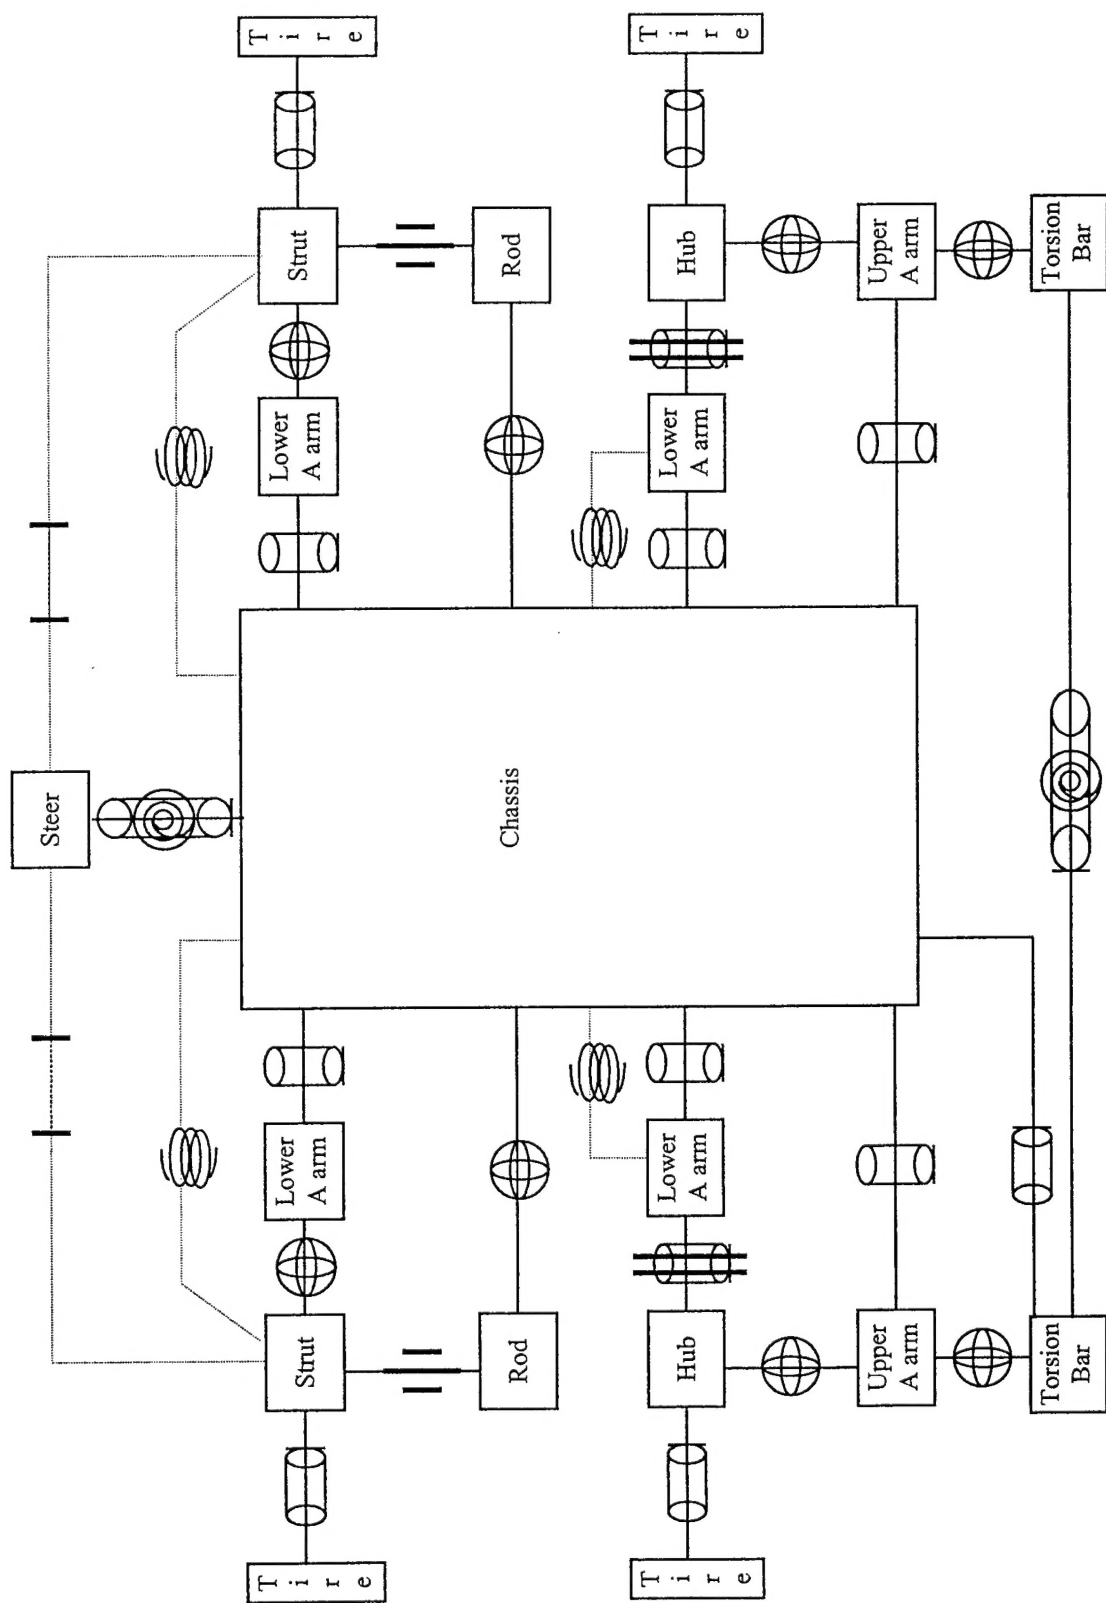 Steer
Tire
Strut
Lower
A arm
Lower
A arm
Strut
Tire
Rod
Chassis
Rod
Tire
Hub
Lower
A arm
Lower
A arm
Hub
Tire
Upper
A arm
Upper
A arm
Torsion
Bar
Torsion
Bar